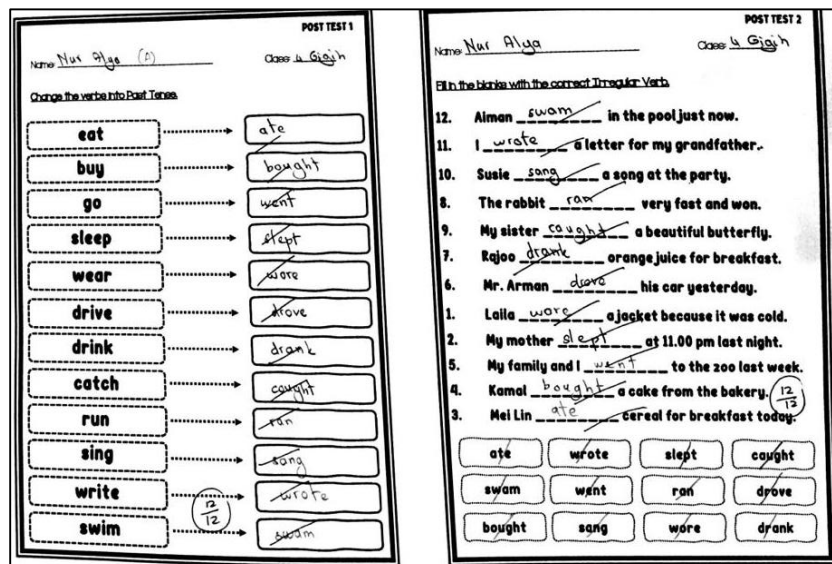 POST TEST 1
Name: Nur Alya (A) Class: 4 Gigih
Change the verbs into Past Tense.
eat ate
buy bought
go went
sleep slept
wear wore
drive drove
drink drank
catch caught
run ran
sing song
write wrote
swim swam
12/12
POST TEST 2
Name: Nur Alya Class: 4 Gigih
Fill in the blanks with the correct Irregular Verb.
12. Aiman swam in the pool just now.
11. I wrote a letter for my grandfather.
10. Susie sang a song at the party.
8. The rabbit ran very fast and won.
9. My sister caught a beautiful butterfly.
7. Rajoo drank orange juice for breakfast.
6. Mr. Arman drove his car yesterday.
1. Laila wore a jacket because it was cold.
2. My mother slept at 11.00 pm last night.
5. My family and I went to the zoo last week.
4. Kamal bought a cake from the bakery. 12/12
3. Mei Lin ate cereal for breakfast today.
ate wrote slept caught
swam went ran drove
bought sang wore drank